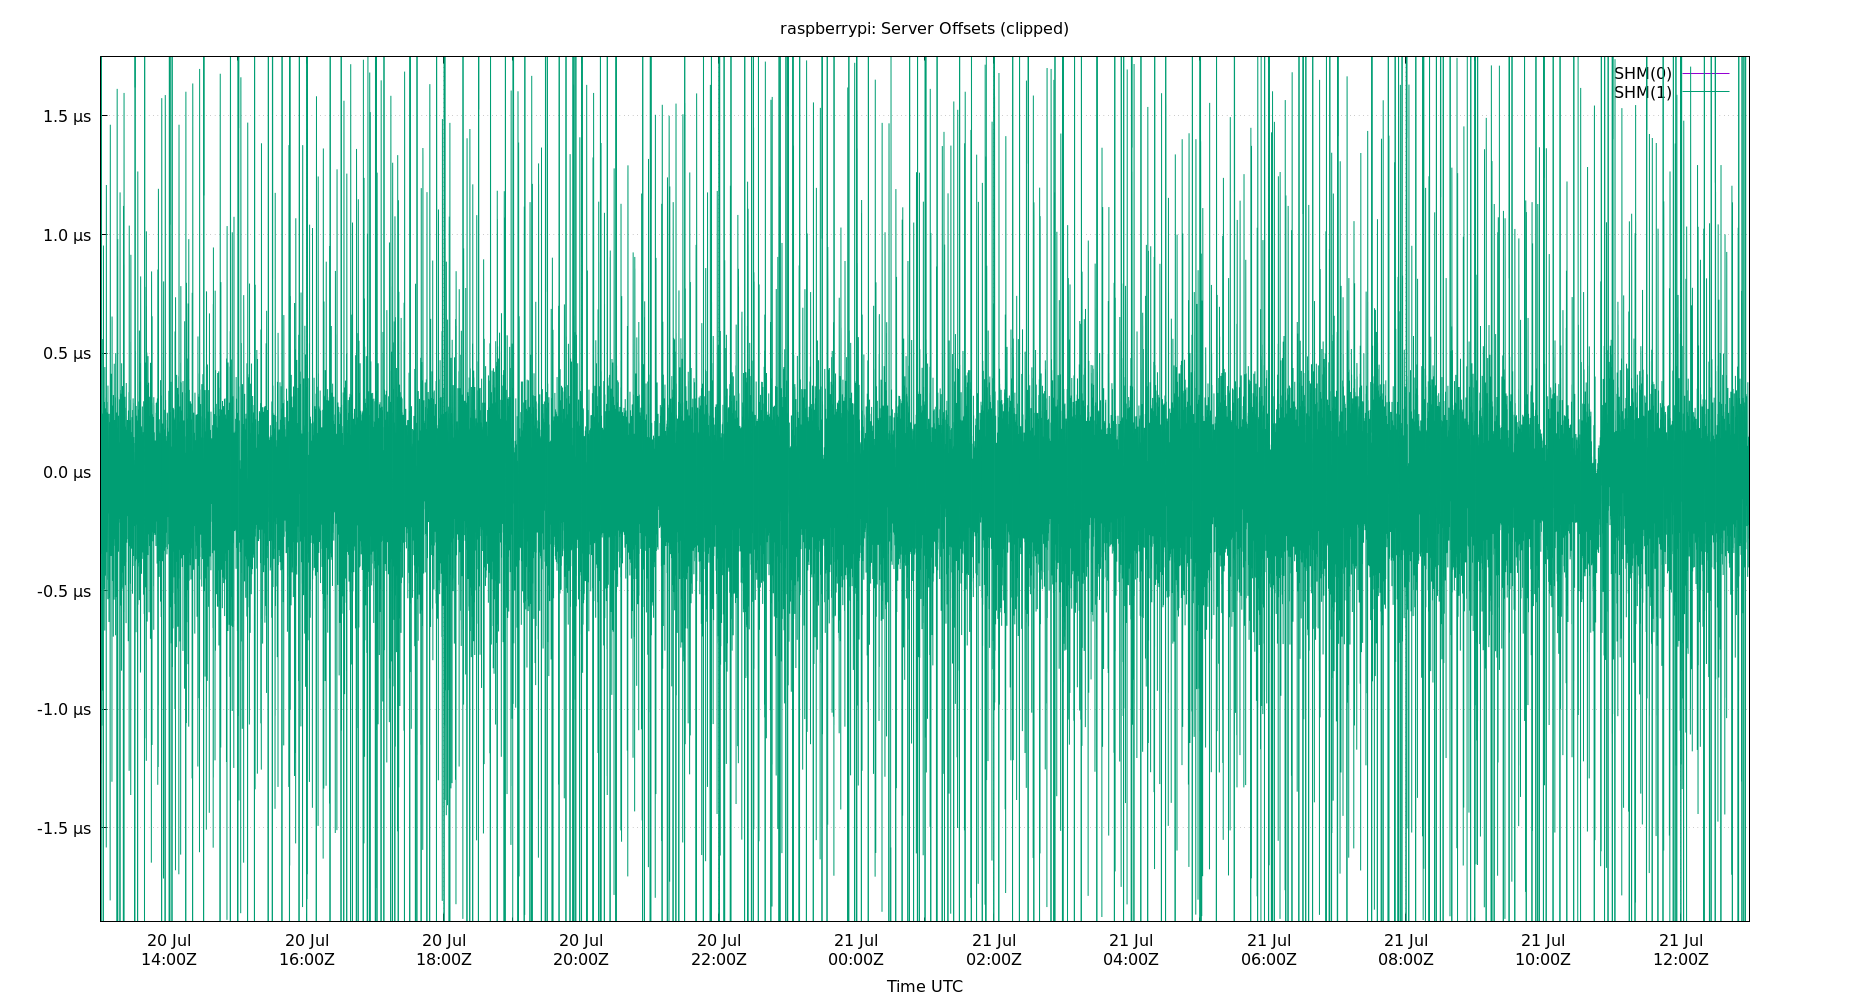 raspberrypi: Server Offsets (clipped)
SHM(0)
SHM(1)
1.5 µs
1.0 µs
0.5 µs
0.0 µs
-0.5 µs
-1.0 µs
-1.5 µs
20 Jul 20 Jul 20 Jul 20 Jul 20 Jul 21 Jul 21 Jul 21 Jul 21 Jul 21 Jul 21 Jul 21 Jul
14:00Z 16:00Z 18:00Z 20:00Z 22:00Z 00:00Z 02:00Z 04:00Z 06:00Z 08:00Z 10:00Z 12:00Z
Time UTC